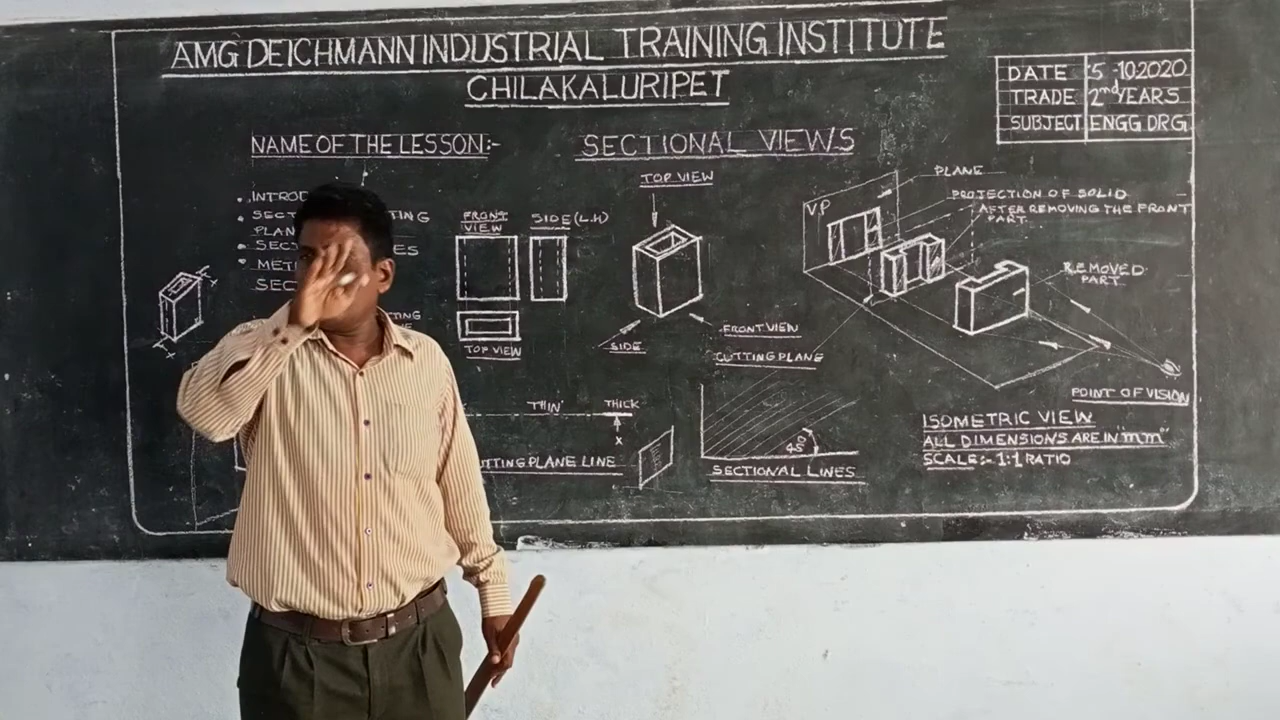 AMG DEICHMANN INDUSTRIAL TRAINING INSTITUTE
CHILAKALURIPET
DATE 5-10.2020
TRADE 2nd YEARS
SUBJECT ENGG DRG
NAME OF THE LESSON:-
SECTIONAL VIEWS
TOP VIEW
FRONT VIEW
SIDE (L.H)
TOP VIEW
SIDE
FRONT VIEW
CUTTING PLANE
V.P
PLANE
PROJECTION OF SOLID
AFTER REMOVING THE FRONT
PART.
REMOVED
PART.
POINT OF VISION
X
X
THIN
THICK
X
PLANE LINE
45°
SECTIONAL LINES
ISOMETRIC VIEW
ALL DIMENSIONS ARE IN "mm"
SCALE:- 1:1 RATIO